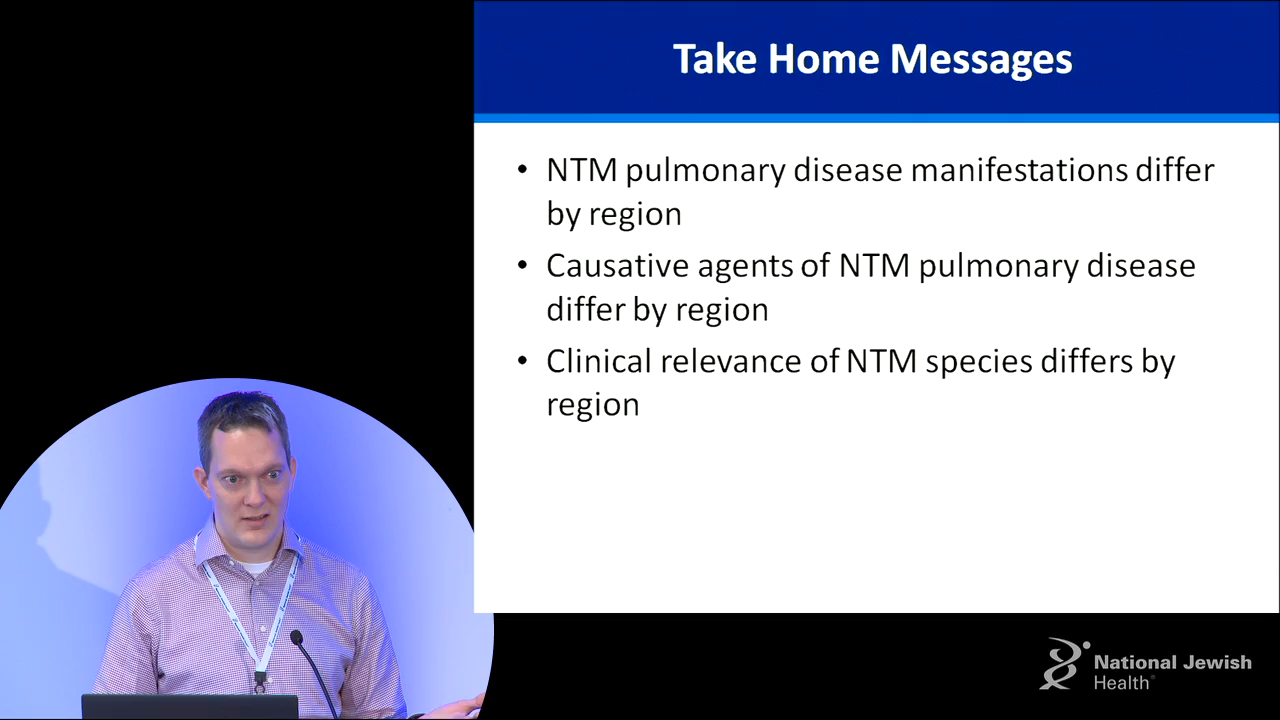 Take Home Messages
• NTM pulmonary disease manifestations differ
by region
• Causative agents of NTM pulmonary disease
differ by region
• Clinical relevance of NTM species differs by
region
National Jewish
Health®